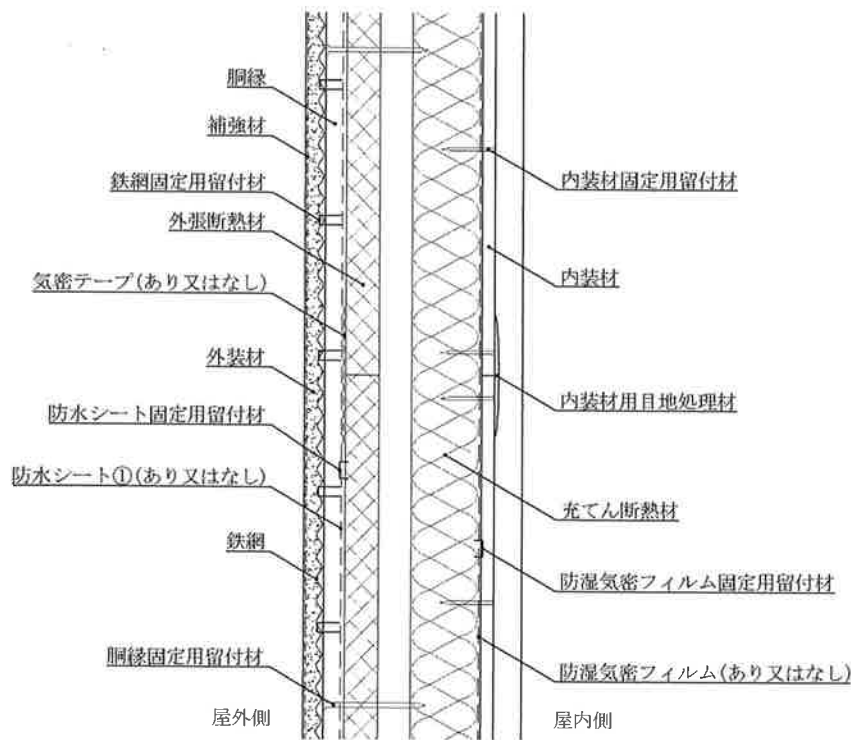 胴縁
補強材
鉄網固定用留付材
外張断熱材
気密テープ(あり又はなし)
外装材
防水シート固定用留付材
防水シート①(あり又はなし)
鉄網
胴縁固定用留付材
屋外側
内装材固定用留付材
内装材
内装材用目地処理材
充てん断熱材
防湿気密フィルム固定用留付材
防湿気密フィルム(あり又はなし)
屋内側